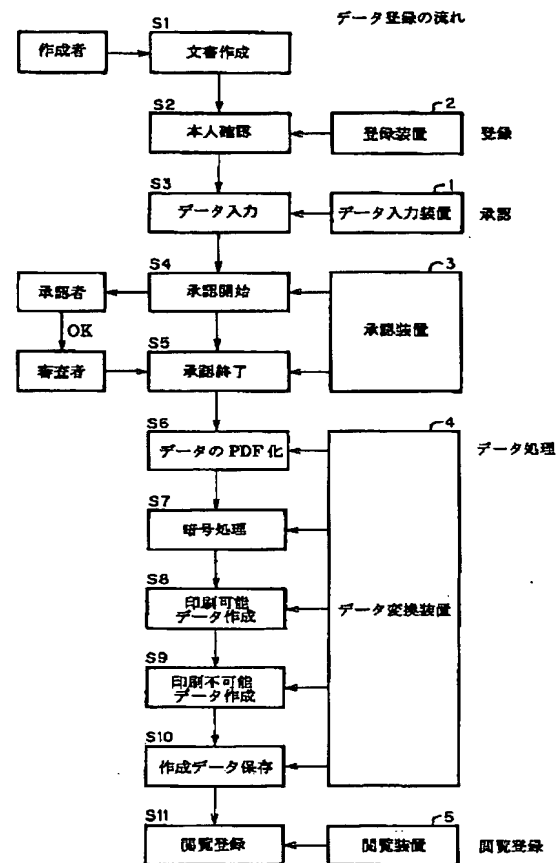 データ登録の流れ
S1
作成者
文書作成
S2
2
本人確認
登録装置
登録
S3
1
データ入力
データ入力装置
承認
S4
3
承認者
承認開始
承認装置
OK
S5
審査者
承認終了
S6
4
データのPDF化
データ処理
S7
暗号処理
S8
印刷可能
データ作成
データ変換装置
S9
印刷不可能
データ作成
S10
作成データ保存
S11
5
閲覧登録
閲覧装置
閲覧登録